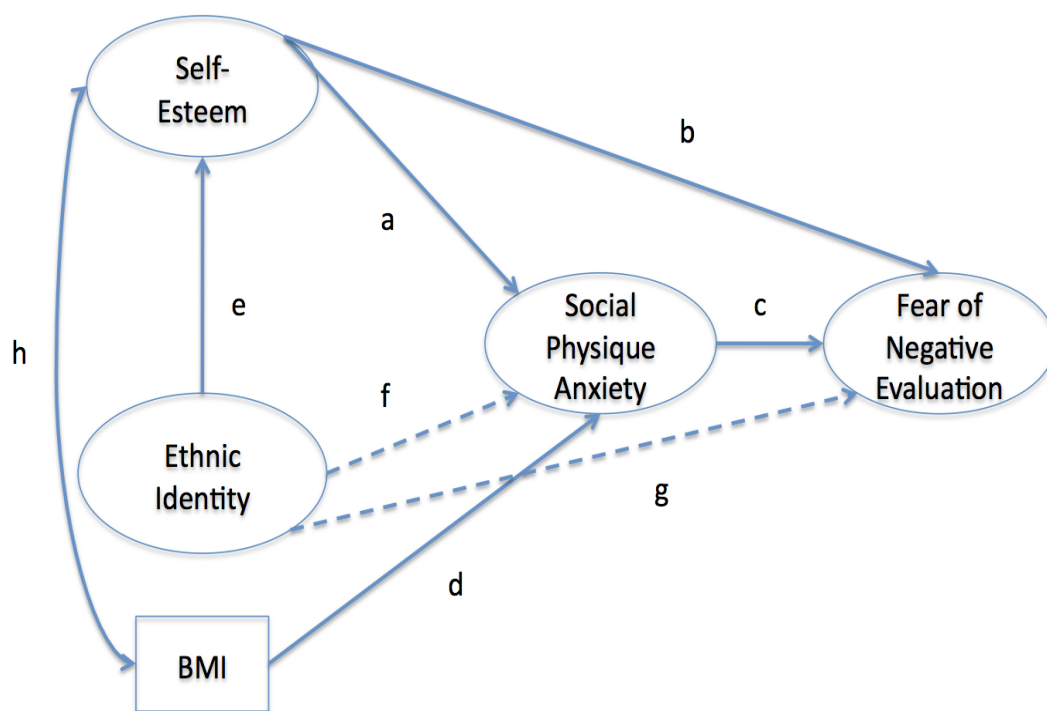 Self-
Esteem
b
a
e
Social
Physique
Anxiety
c
Fear of
Negative
Evaluation
h
f
Ethnic
Identity
g
d
BMI